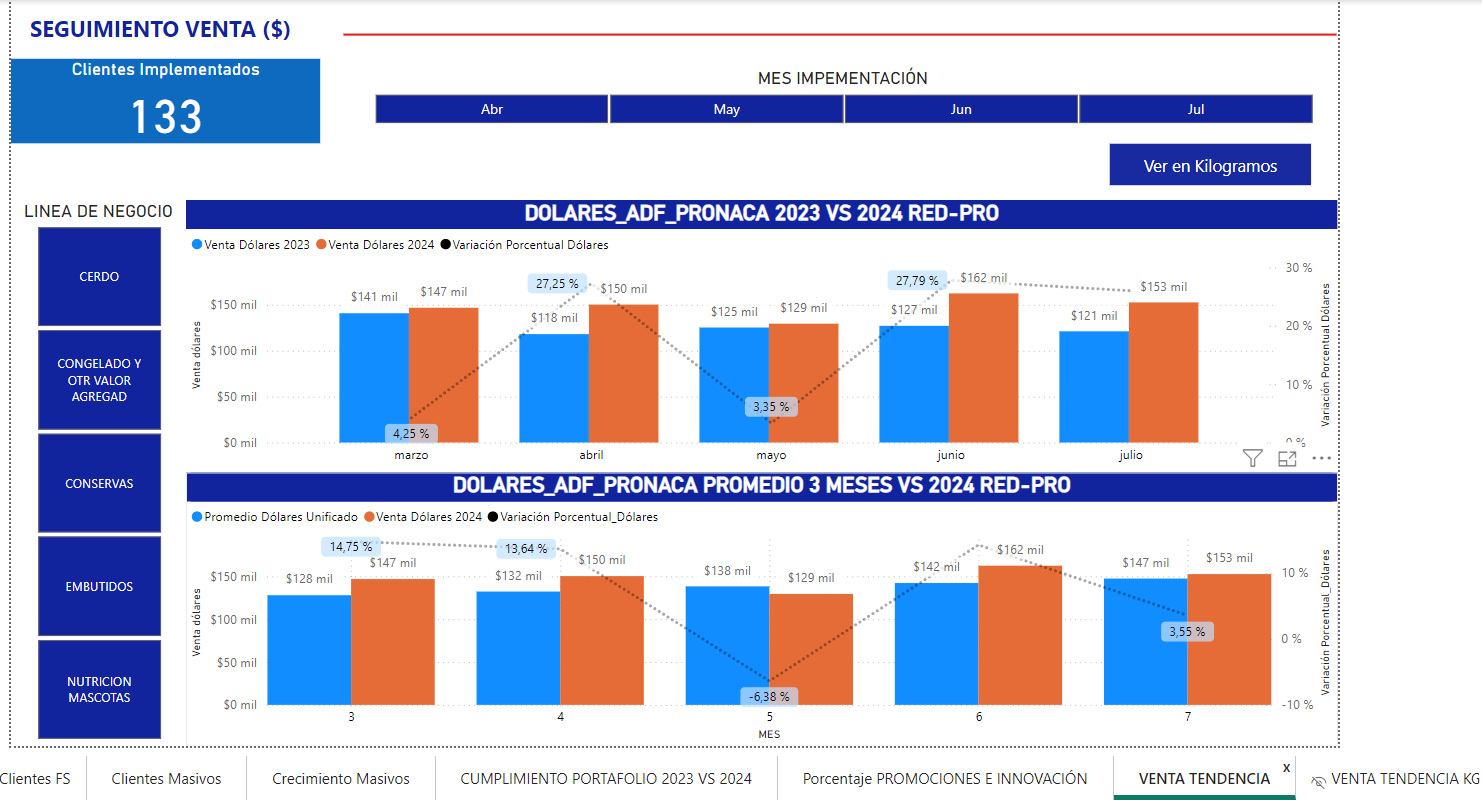 SEGUIMIENTO VENTA ($)
Clientes Implementados
133
MES IMPEMENTACIÓN
Abr
May
Jun
Jul
Ver en Kilogramos
LINEA DE NEGOCIO
CERDO
CONGELADO Y
OTR VALOR
AGREGAD
CONSERVAS
EMBUTIDOS
NUTRICION
MASCOTAS
DOLARES_ADF_PRONACA 2023 VS 2024 RED-PRO
Venta Dólares 2023 Venta Dólares 2024 Variación Porcentual Dólares
Venta dólares
$150 mil
$100 mil
$50 mil
$0 mil
$141 mil
$147 mil
4,25 %
27,25 %
$118 mil
$150 mil
$125 mil
$129 mil
3,35 %
27,79 %
$127 mil
$162 mil
$121 mil
$153 mil
30 %
20 %
10 %
0 %
Variación Porcentual Dólares
marzo
abril
mayo
junio
julio
DOLARES_ADF_PRONACA PROMEDIO 3 MESES VS 2024 RED-PRO
Promedio Dólares Unificado Venta Dólares 2024 Variación Porcentual_Dólares
Venta dólares
$150 mil
$100 mil
$50 mil
$0 mil
14,75 %
$128 mil
$147 mil
13,64 %
$132 mil
$150 mil
$138 mil
$129 mil
-6,38 %
$142 mil
$162 mil
$147 mil
$153 mil
3,55 %
10 %
0 %
-10 %
Variación Porcentual_Dólares
3
4
5
6
7
MES
Clientes FS
Clientes Masivos
Crecimiento Masivos
CUMPLIMIENTO PORTAFOLIO 2023 VS 2024
Porcentaje PROMOCIONES E INNOVACIÓN
VENTA TENDENCIA
X
VENTA TENDENCIA KG